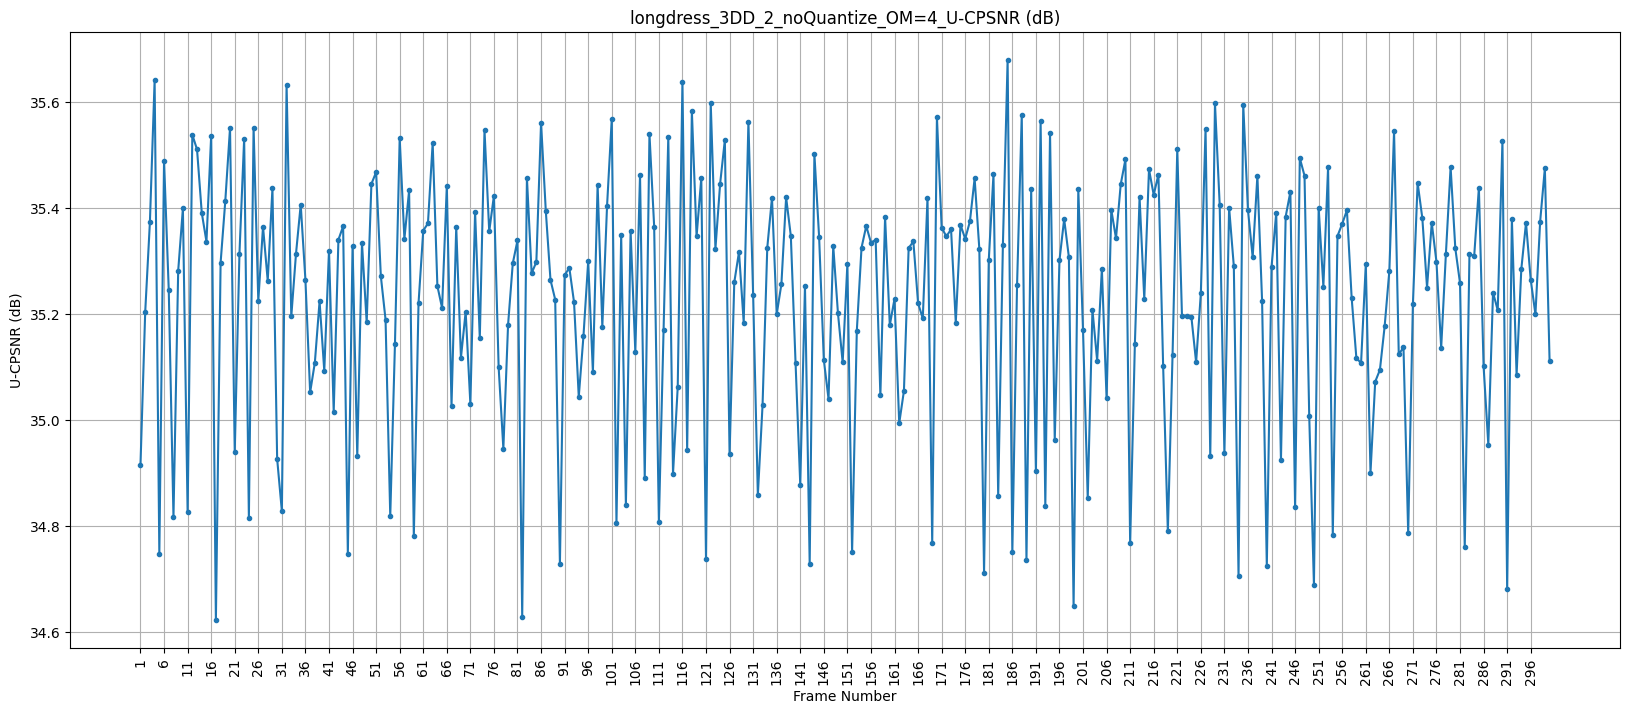 longdress_3DD_2_noQuantize_OM=4_U-CPSNR (dB)
35.6
35.4
35.2
35.0
34.8
34.6
U-CPSNR (dB)
1 6 11 16 21 26 31 36 41 46 51 56 61 66 71 76 81 86 91 96 101 106 111 116 121 126 131 136 141 146 151 156 161 166 171 176 181 186 191 196 201 206 211 216 221 226 231 236 241 246 251 256 261 266 271 276 281 286 291 296
Frame Number